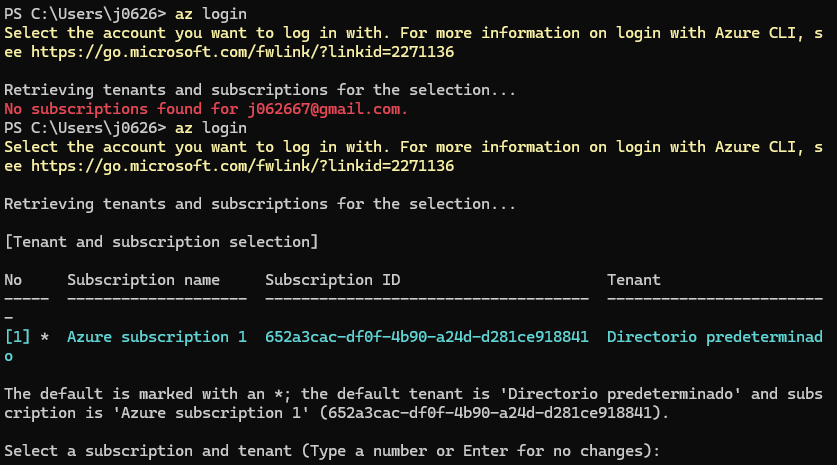 PS C:\Users\j0626> az login
Select the account you want to log in with. For more information on login with Azure CLI, s
ee https://go.microsoft.com/fwlink/?linkid=2271136
Retrieving tenants and subscriptions for the selection...
No subscriptions found for j062667@gmail.com.
PS C:\Users\j0626> az login
Select the account you want to log in with. For more information on login with Azure CLI, s
ee https://go.microsoft.com/fwlink/?linkid=2271136
Retrieving tenants and subscriptions for the selection...
[Tenant and subscription selection]
No     Subscription name     Subscription ID                       Tenant
-----  --------------------  ------------------------------------  ------------------------
-
[1] *  Azure subscription 1  652a3cac-df0f-4b90-a24d-d281ce918841  Directorio predeterminad
o
The default is marked with an *; the default tenant is 'Directorio predeterminado' and subs
cription is 'Azure subscription 1' (652a3cac-df0f-4b90-a24d-d281ce918841).
Select a subscription and tenant (Type a number or Enter for no changes):